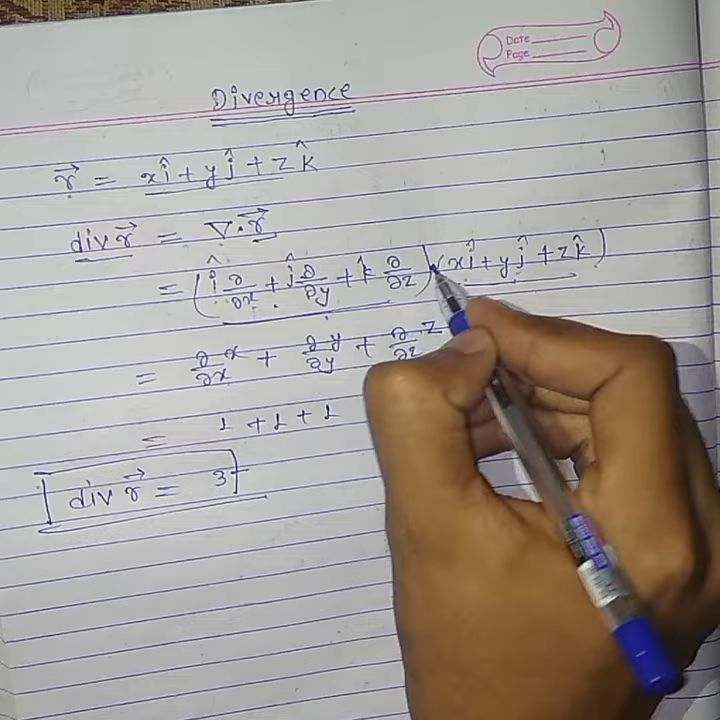 Date
Page
Divergence
r⃗ = xî + yĵ + zk̂
div r⃗ = ∇·r⃗
= (î ∂/∂x + ĵ ∂/∂y + k̂ ∂/∂z)·(xî + yĵ + zk̂)
= ∂x/∂x + ∂y/∂y + ∂z/∂z
= 1 + 1 + 1
div r⃗ = 3